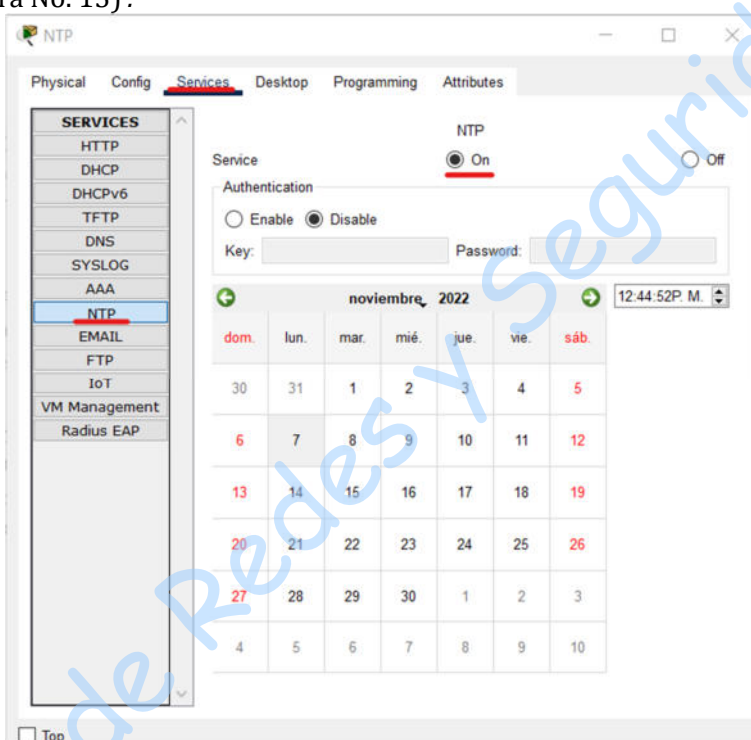 ra No. 13).
NTP
Physical Config Services Desktop Programming Attributes
SERVICES
HTTP
DHCP
DHCPv6
TFTP
DNS
SYSLOG
AAA
NTP
EMAIL
FTP
IoT
VM Management
Radius EAP
NTP
Service On Off
Authentication
Enable Disable
Key: Password:
noviembre, 2022 12:44:52P. M.
dom. lun. mar. mié. jue. vie. sáb.
30 31 1 2 3 4 5
6 7 8 9 10 11 12
13 14 15 16 17 18 19
20 21 22 23 24 25 26
27 28 29 30 1 2 3
4 5 6 7 8 9 10
Top
de Redes y Segurid